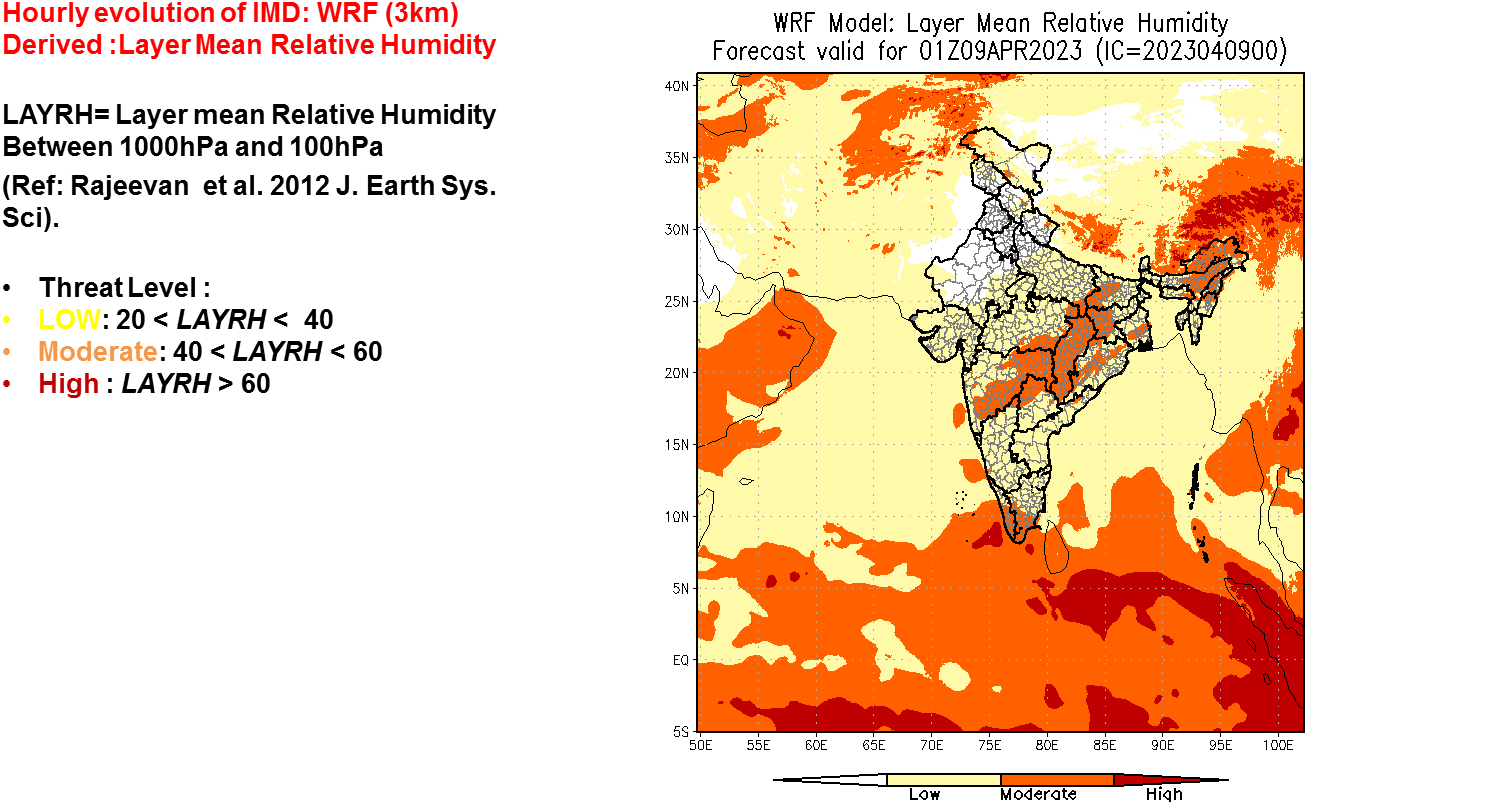 Hourly evolution of IMD: WRF (3km)
Derived :Layer Mean Relative Humidity
LAYRH= Layer mean Relative Humidity
Between 1000hPa and 100hPa
(Ref: Rajeevan et al. 2012 J. Earth Sys.
Sci).
• Threat Level :
• LOW: 20 < LAYRH < 40
• Moderate: 40 < LAYRH < 60
• High : LAYRH > 60
WRF Model: Layer Mean Relative Humidity
Forecast valid for 01Z09APR2023 (IC=2023040900)
40N
35N
30N
25N
20N
15N
10N
5N
EQ
5S
50E 55E 60E 65E 70E 75E 80E 85E 90E 95E 100E
Low Moderate High